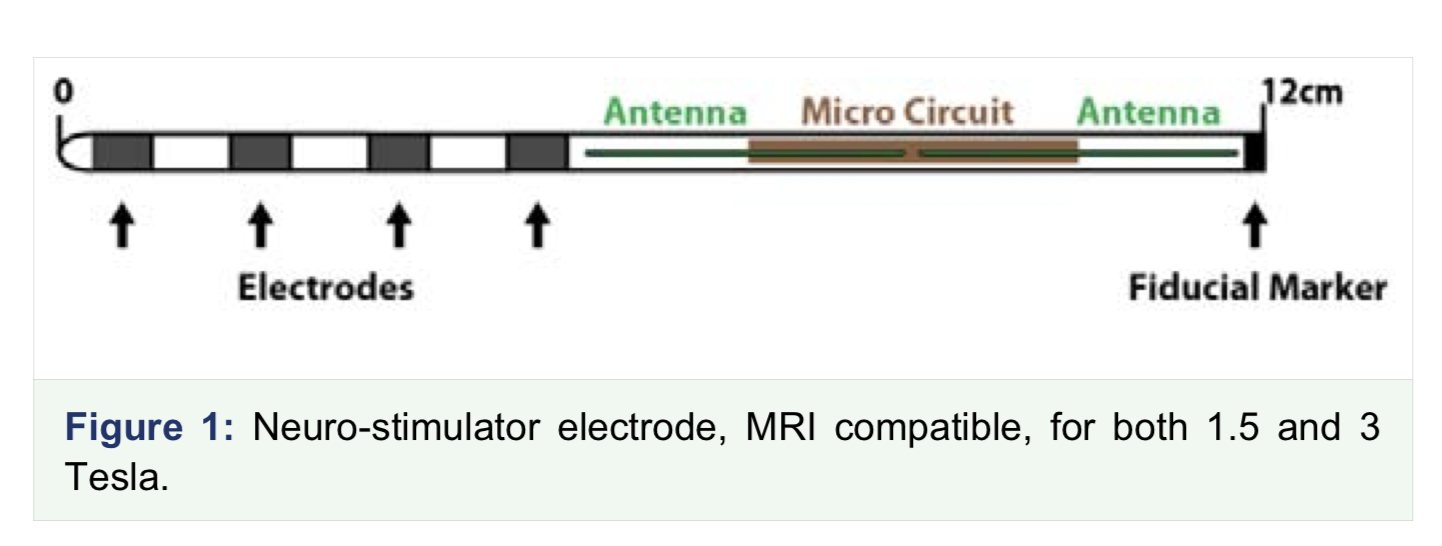 0
12cm
Antenna
Micro Circuit
Antenna
Electrodes
Fiducial Marker
Figure 1: Neuro-stimulator electrode, MRI compatible, for both 1.5 and 3
Tesla.